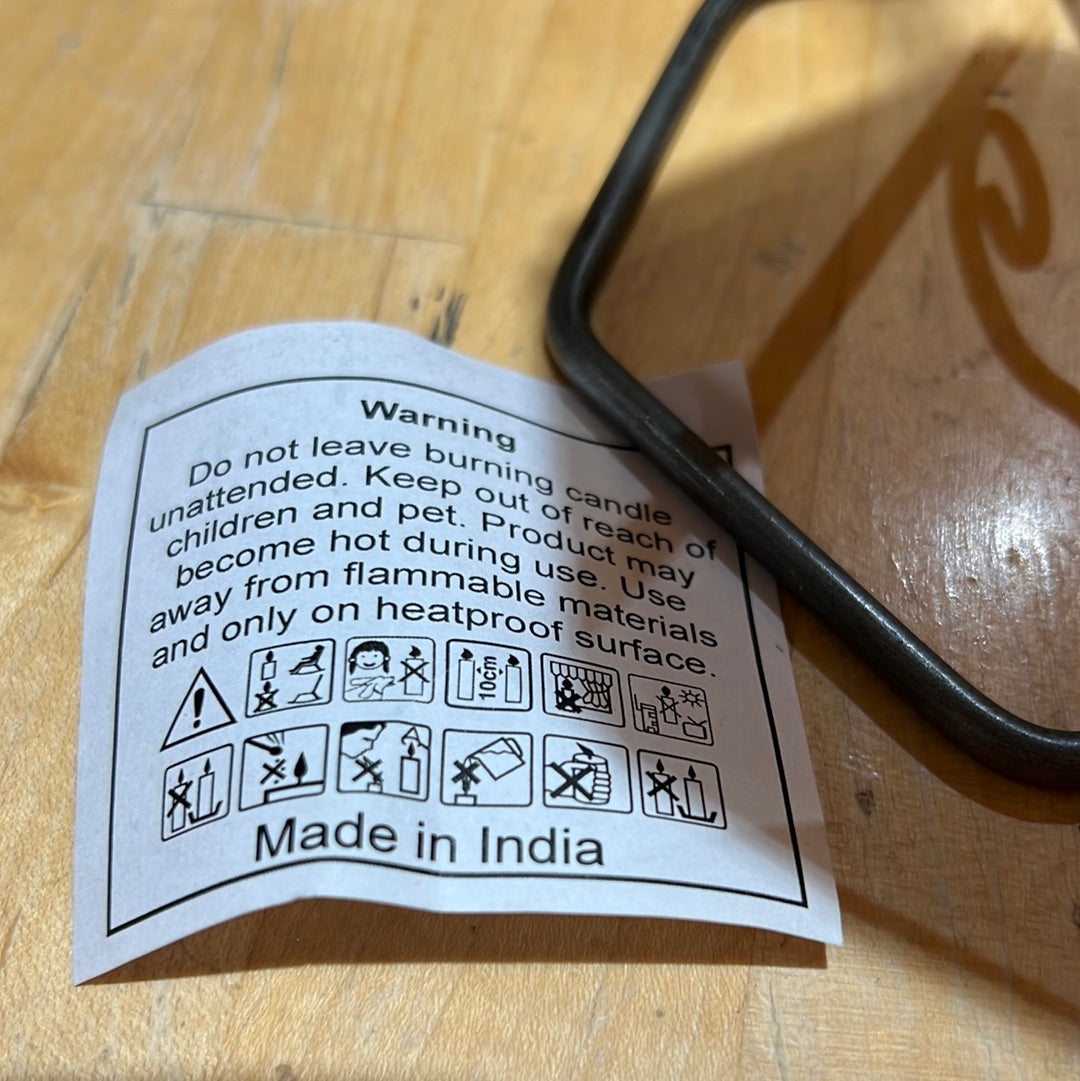 Warning
Do not leave burning candle
unattended. Keep out of reach of
children and pet. Product may
become hot during use. Use
away from flammable materials
and only on heatproof surface.
10cm
Made in India